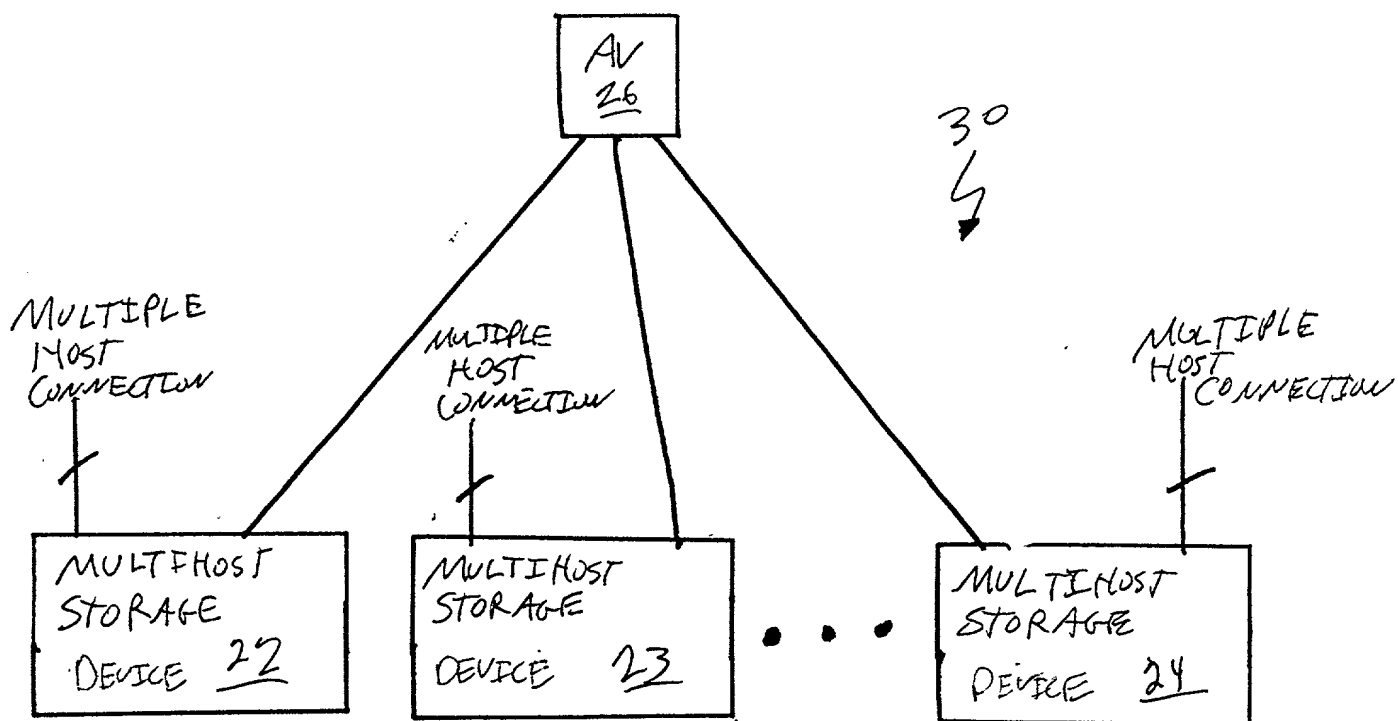 AV
26
30
MULTIPLE
HOST
CONNECTION
MULTIPLE
HOST
CONNECTION
MULTIPLE
HOST
CONNECTION
MULTIHOST
STORAGE
DEVICE 22
MULTIHOST
STORAGE
DEVICE 23
MULTIHOST
STORAGE
DEVICE 24